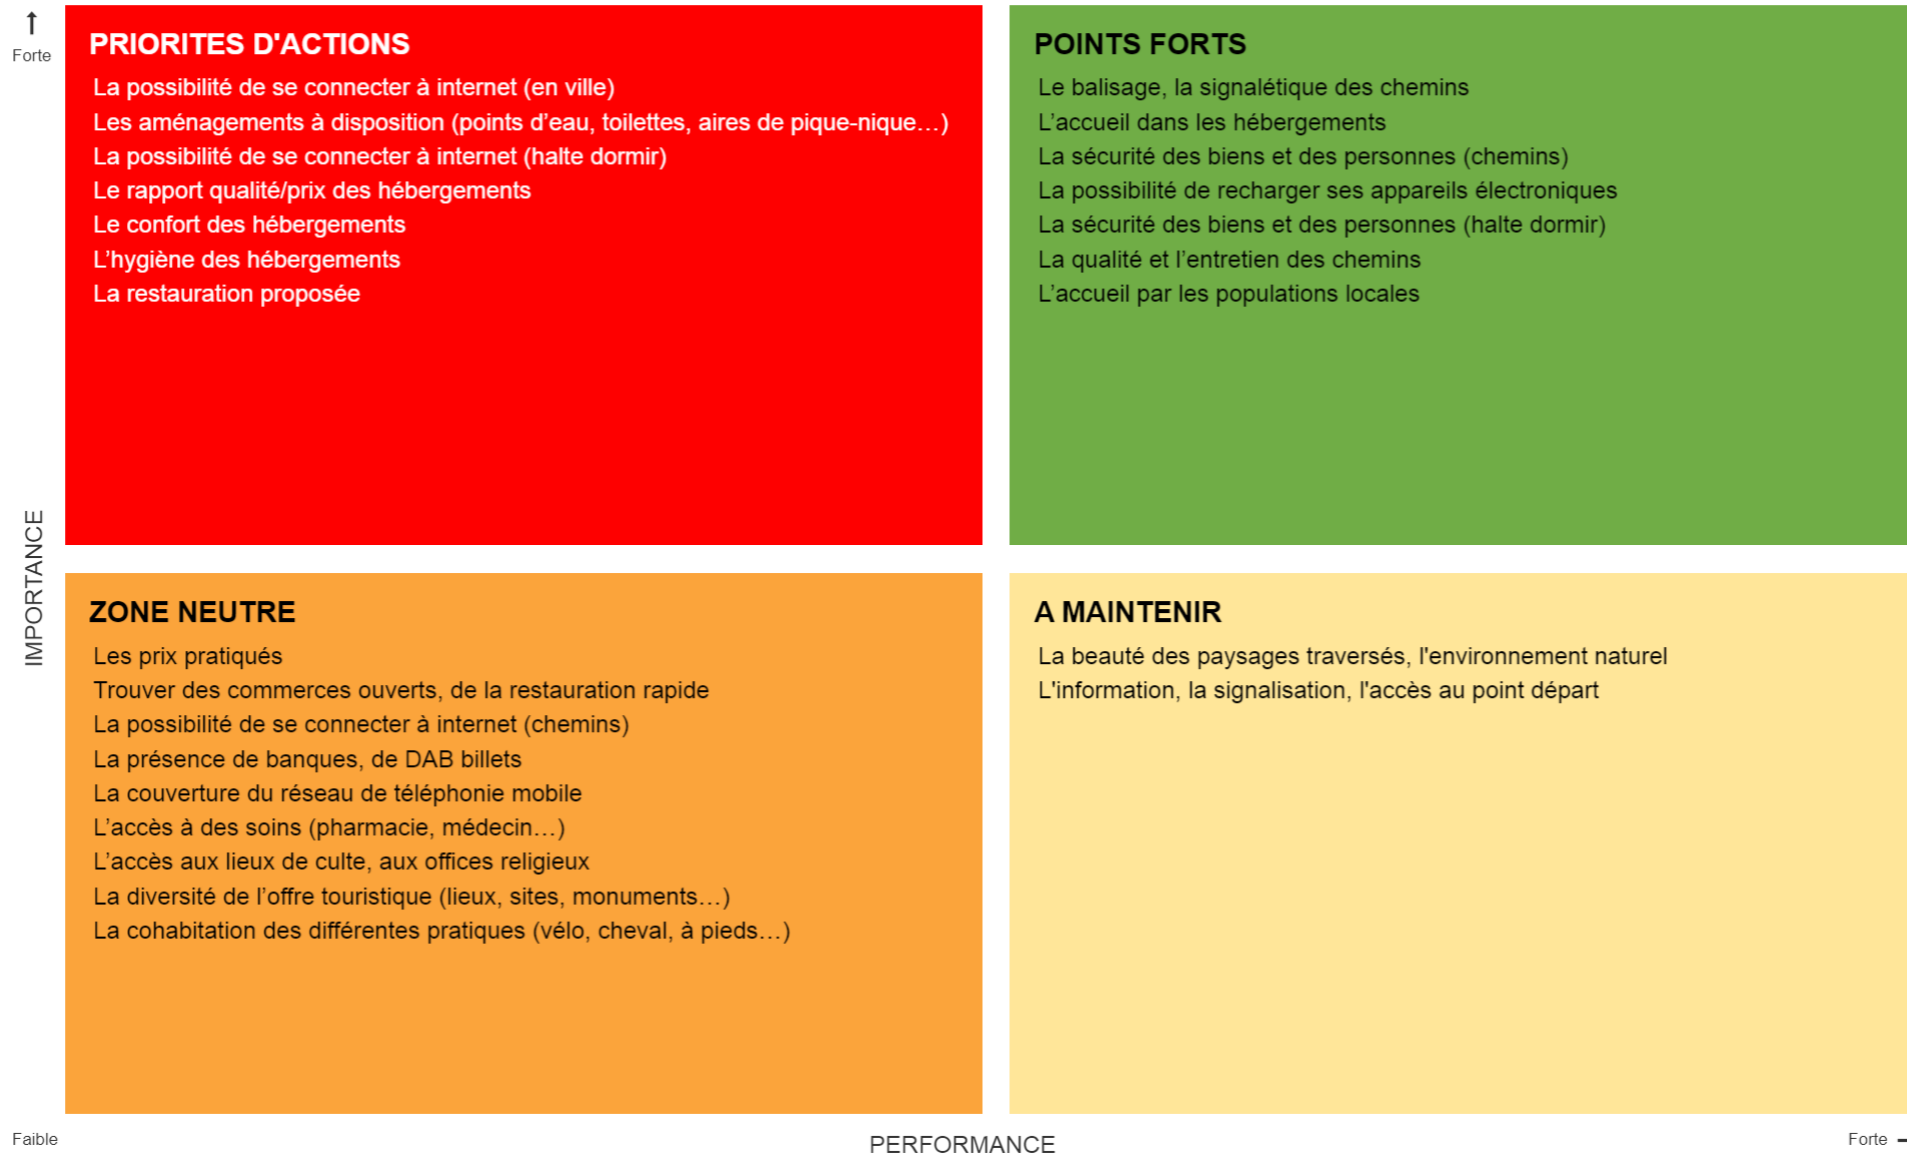 ↑
Forte
PRIORITES D'ACTIONS
La possibilité de se connecter à internet (en ville)
Les aménagements à disposition (points d’eau, toilettes, aires de pique-nique…)
La possibilité de se connecter à internet (halte dormir)
Le rapport qualité/prix des hébergements
Le confort des hébergements
L’hygiène des hébergements
La restauration proposée
POINTS FORTS
Le balisage, la signalétique des chemins
L’accueil dans les hébergements
La sécurité des biens et des personnes (chemins)
La possibilité de recharger ses appareils électroniques
La sécurité des biens et des personnes (halte dormir)
La qualité et l’entretien des chemins
L’accueil par les populations locales
IMPORTANCE
ZONE NEUTRE
Les prix pratiqués
Trouver des commerces ouverts, de la restauration rapide
La possibilité de se connecter à internet (chemins)
La présence de banques, de DAB billets
La couverture du réseau de téléphonie mobile
L’accès à des soins (pharmacie, médecin…)
L’accès aux lieux de culte, aux offices religieux
La diversité de l’offre touristique (lieux, sites, monuments…)
La cohabitation des différentes pratiques (vélo, cheval, à pieds…)
A MAINTENIR
La beauté des paysages traversés, l'environnement naturel
L'information, la signalisation, l'accès au point départ
Faible
PERFORMANCE
Forte